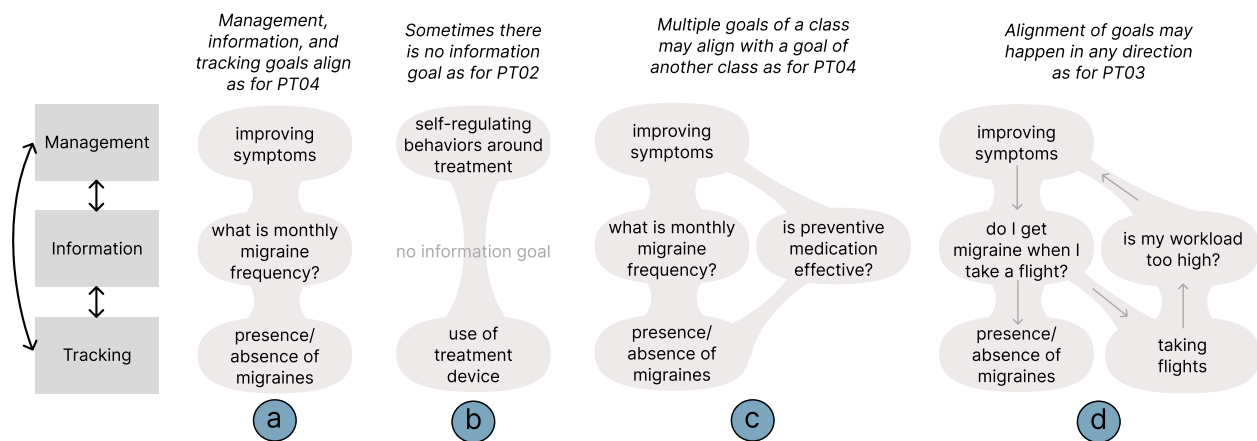 Management,
information, and
tracking goals align
as for PT04
Sometimes there
is no information
goal as for PT02
Multiple goals of a class
may align with a goal of
another class as for PT04
Alignment of goals may
happen in any direction
as for PT03
Management
Information
Tracking
improving
symptoms
what is monthly
migraine
frequency?
presence/
absence of
migraines
a
self-regulating
behaviors around
treatment
no information goal
use of
treatment
device
b
improving
symptoms
what is monthly
migraine
frequency?
is preventive
medication
effective?
presence/
absence of
migraines
c
improving
symptoms
do I get
migraine when I
take a flight?
is my workload
too high?
presence/
absence of
migraines
taking
flights
d